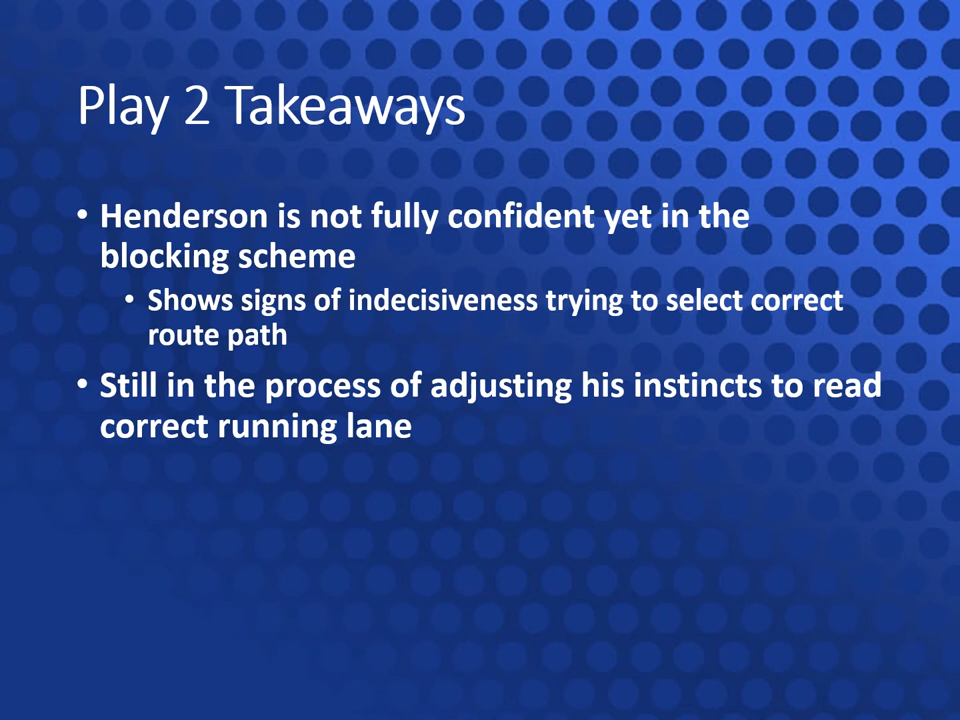 Play 2 Takeaways
• Henderson is not fully confident yet in the
blocking scheme
• Shows signs of indecisiveness trying to select correct
route path
• Still in the process of adjusting his instincts to read
correct running lane